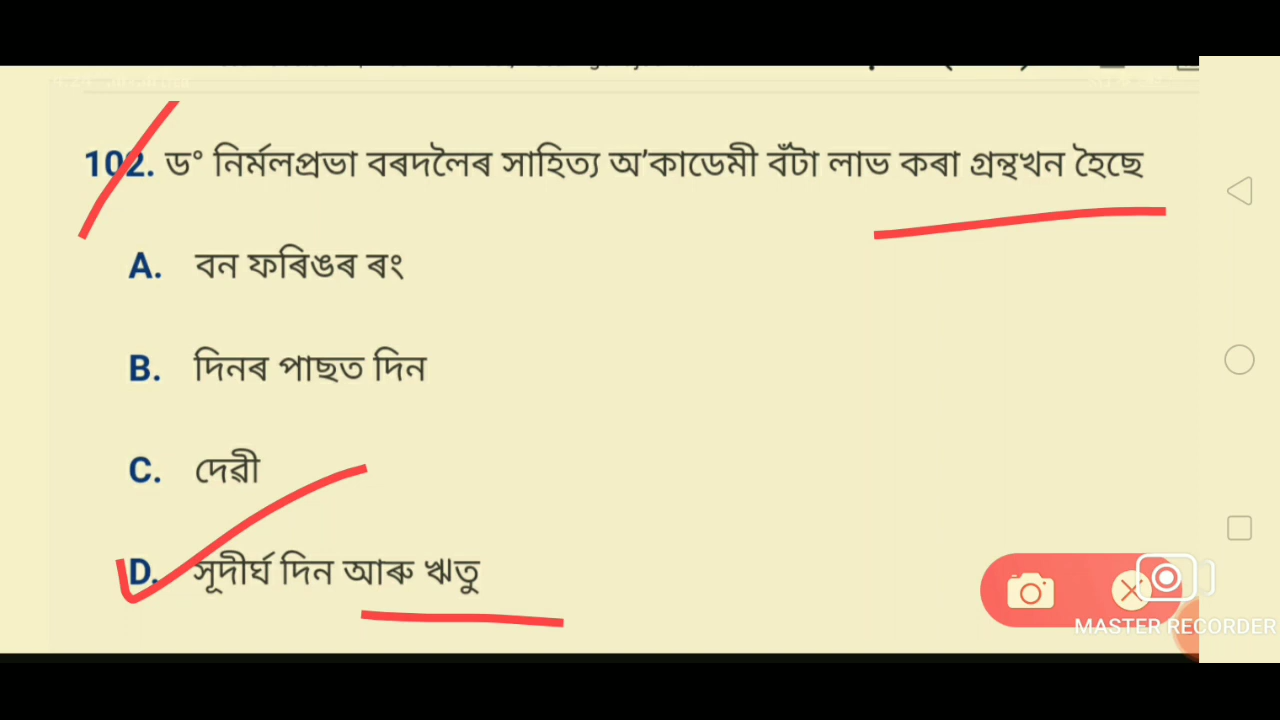 102. ড° নিৰ্মলপ্ৰভা বৰদলৈৰ সাহিত্য অ'কাডেমী বঁটা লাভ কৰা গ্ৰন্থখন হৈছে
A. বন ফৰিঙৰ ৰং
B. দিনৰ পাছত দিন
C. দেৱী
D. সূদীৰ্ঘ দিন আৰু ঋতু
MASTER RECORDER